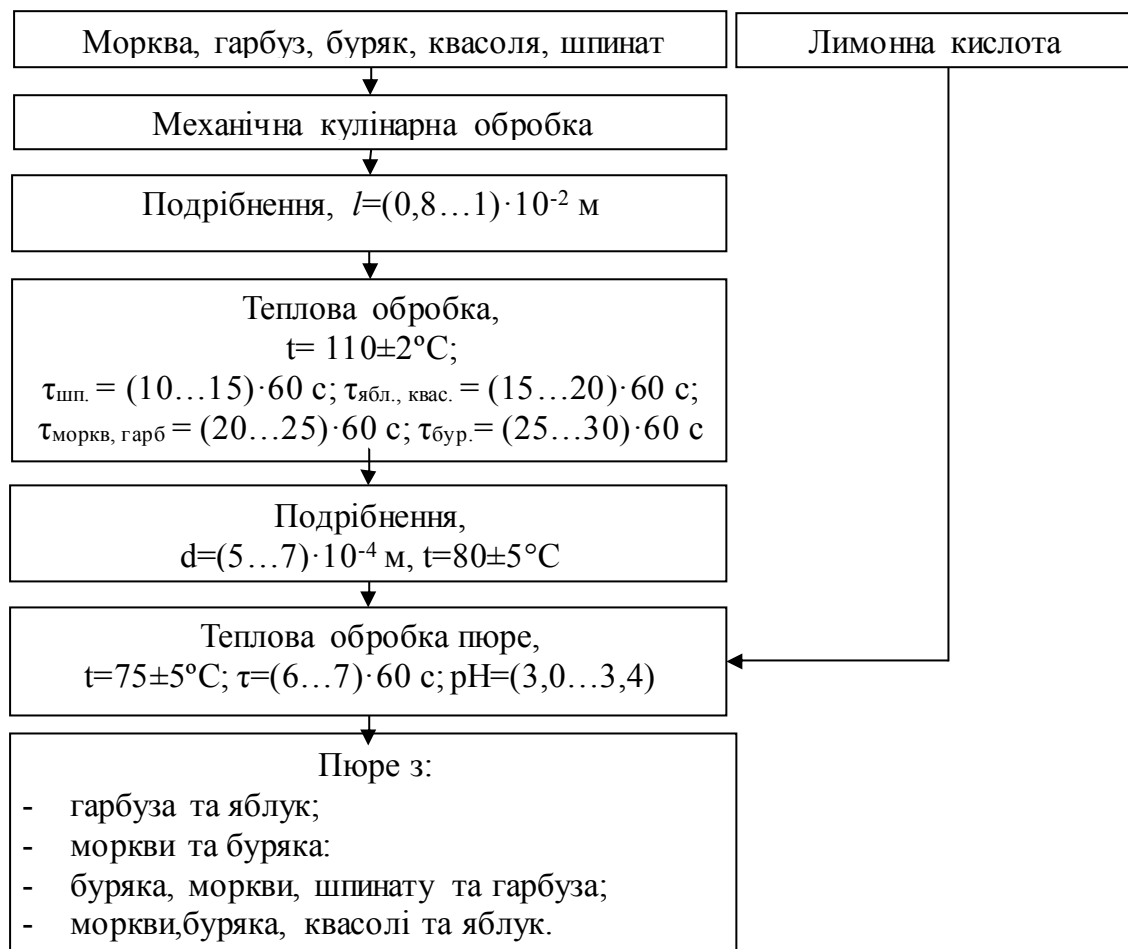 Морква, гарбуз, буряк, квасоля, шпинат
Лимонна кислота
Механічна кулінарна обробка
Подрібнення, l=(0,8…1)·10⁻² м
Теплова обробка,
t= 110±2ºС;
τшп. = (10…15)·60 с; τябл., квас. = (15…20)·60 с;
τморкв, гарб = (20…25)·60 с; τбур.= (25…30)·60 с
Подрібнення,
d=(5…7)·10⁻⁴ м, t=80±5°С
Теплова обробка пюре,
t=75±5ºС; τ=(6…7)·60 с; рН=(3,0…3,4)
Пюре з:
- гарбуза та яблук;
- моркви та буряка:
- буряка, моркви, шпинату та гарбуза;
- моркви,буряка, квасолі та яблук.